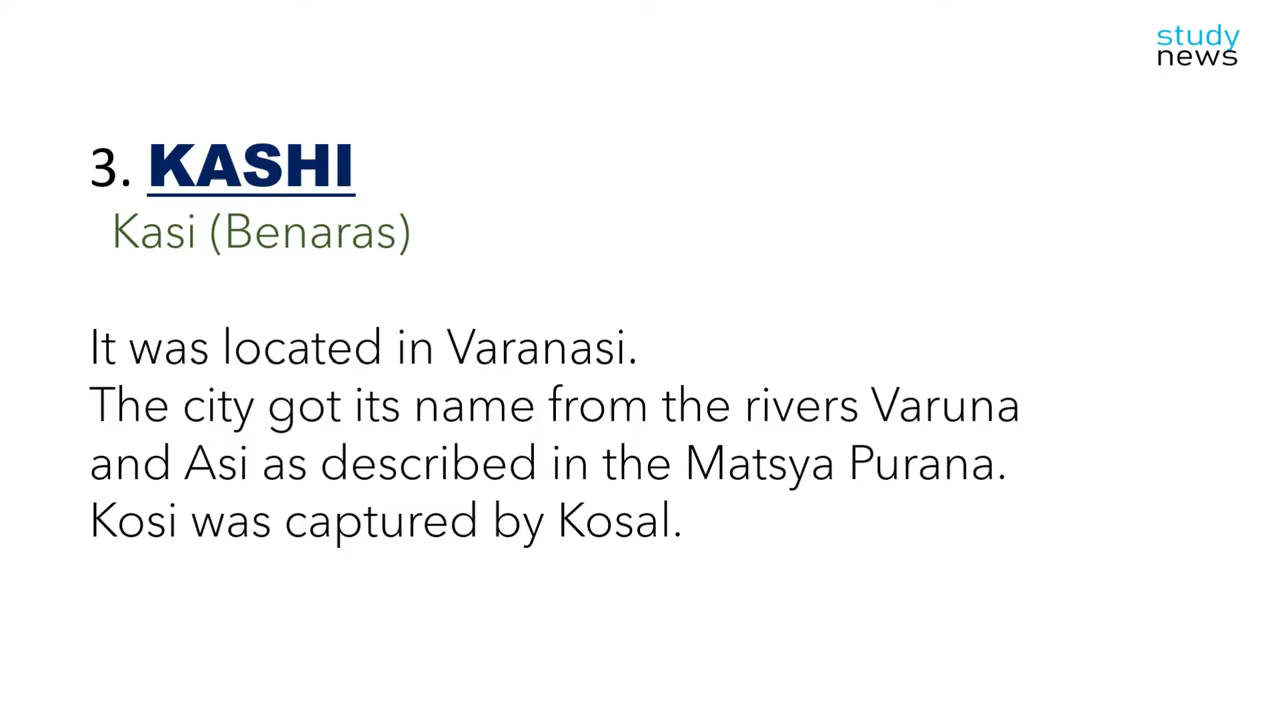 study
news
3. KASHI
Kasi (Benaras)
It was located in Varanasi.
The city got its name from the rivers Varuna
and Asi as described in the Matsya Purana.
Kosi was captured by Kosal.